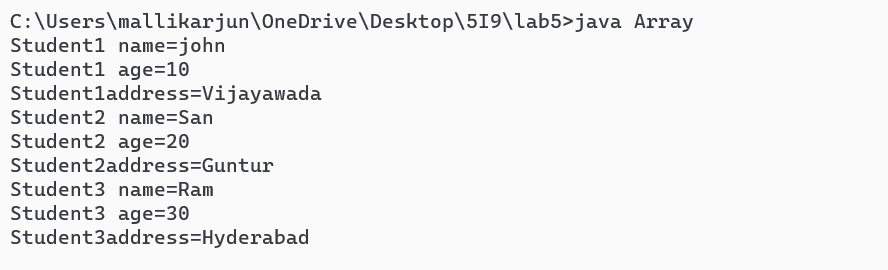 C:\Users\mallikarjun\OneDrive\Desktop\5I9\lab5>java Array
Student1 name=john
Student1 age=10
Student1address=Vijayawada
Student2 name=San
Student2 age=20
Student2address=Guntur
Student3 name=Ram
Student3 age=30
Student3address=Hyderabad